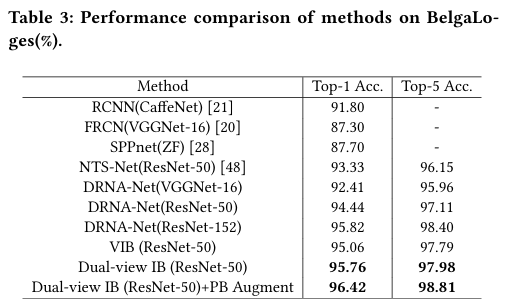 Table 3: Performance comparison of methods on BelgaLo-
ges(%).
Method Top-1 Acc. Top-5 Acc.
RCNN(CaffeNet) [21] 91.80 -
FRCN(VGGNet-16) [20] 87.30 -
SPPnet(ZF) [28] 87.70 -
NTS-Net(ResNet-50) [48] 93.33 96.15
DRNA-Net(VGGNet-16) 92.41 95.96
DRNA-Net(ResNet-50) 94.44 97.11
DRNA-Net(ResNet-152) 95.82 98.40
VIB (ResNet-50) 95.06 97.79
Dual-view IB (ResNet-50) 95.76 97.98
Dual-view IB (ResNet-50)+PB Augment 96.42 98.81